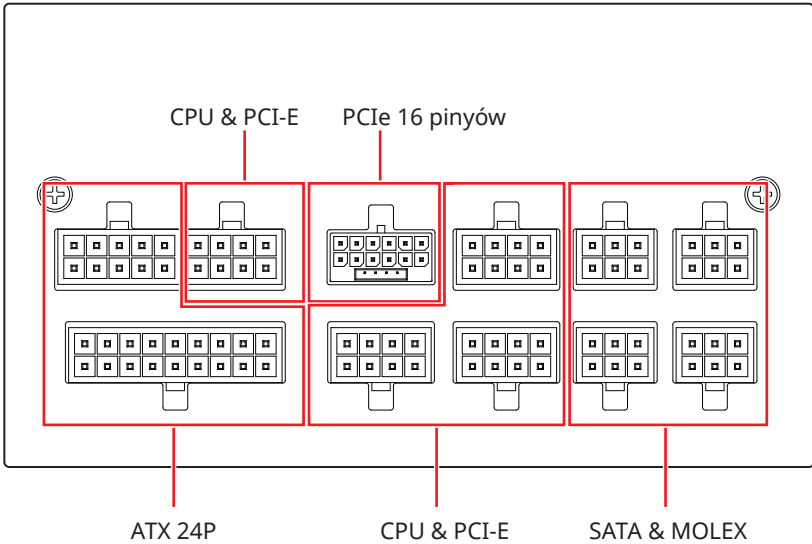 CPU & PCI-E
PCIe 16 pinyów
ATX 24P
CPU & PCI-E
SATA & MOLEX